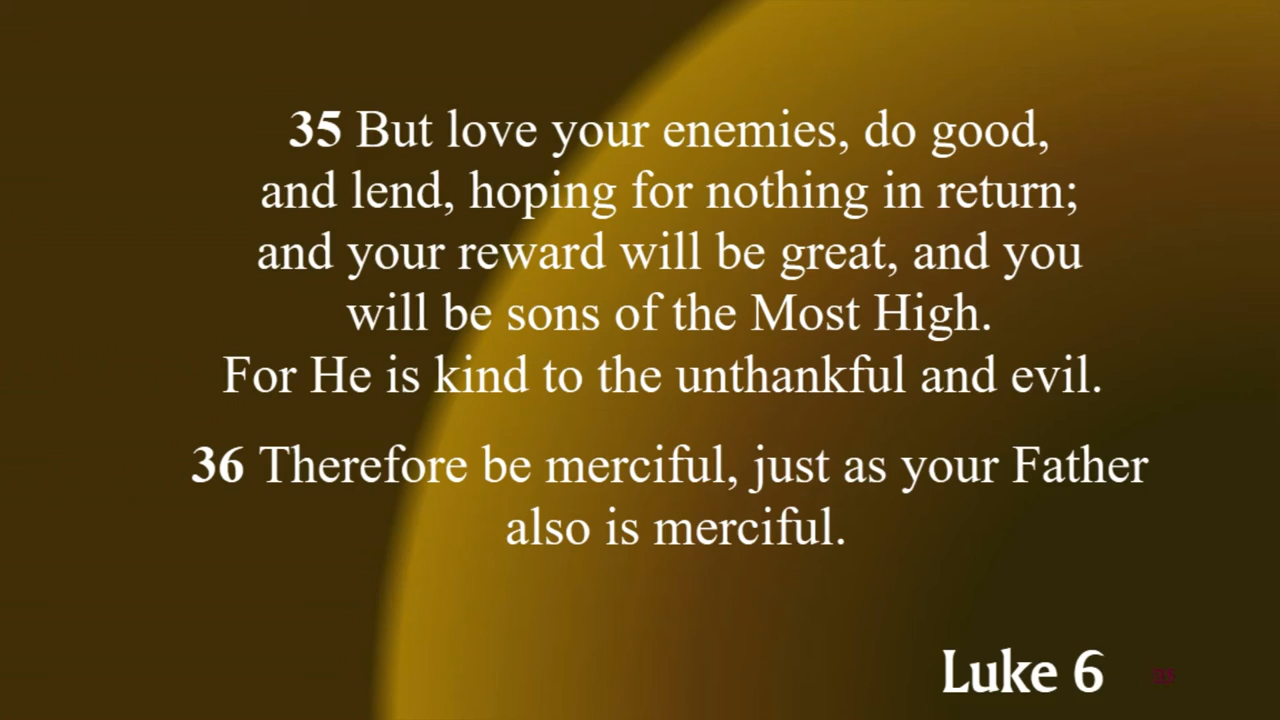 35 But love your enemies, do good,
and lend, hoping for nothing in return;
and your reward will be great, and you
will be sons of the Most High.
For He is kind to the unthankful and evil.
36 Therefore be merciful, just as your Father
also is merciful.
Luke 6